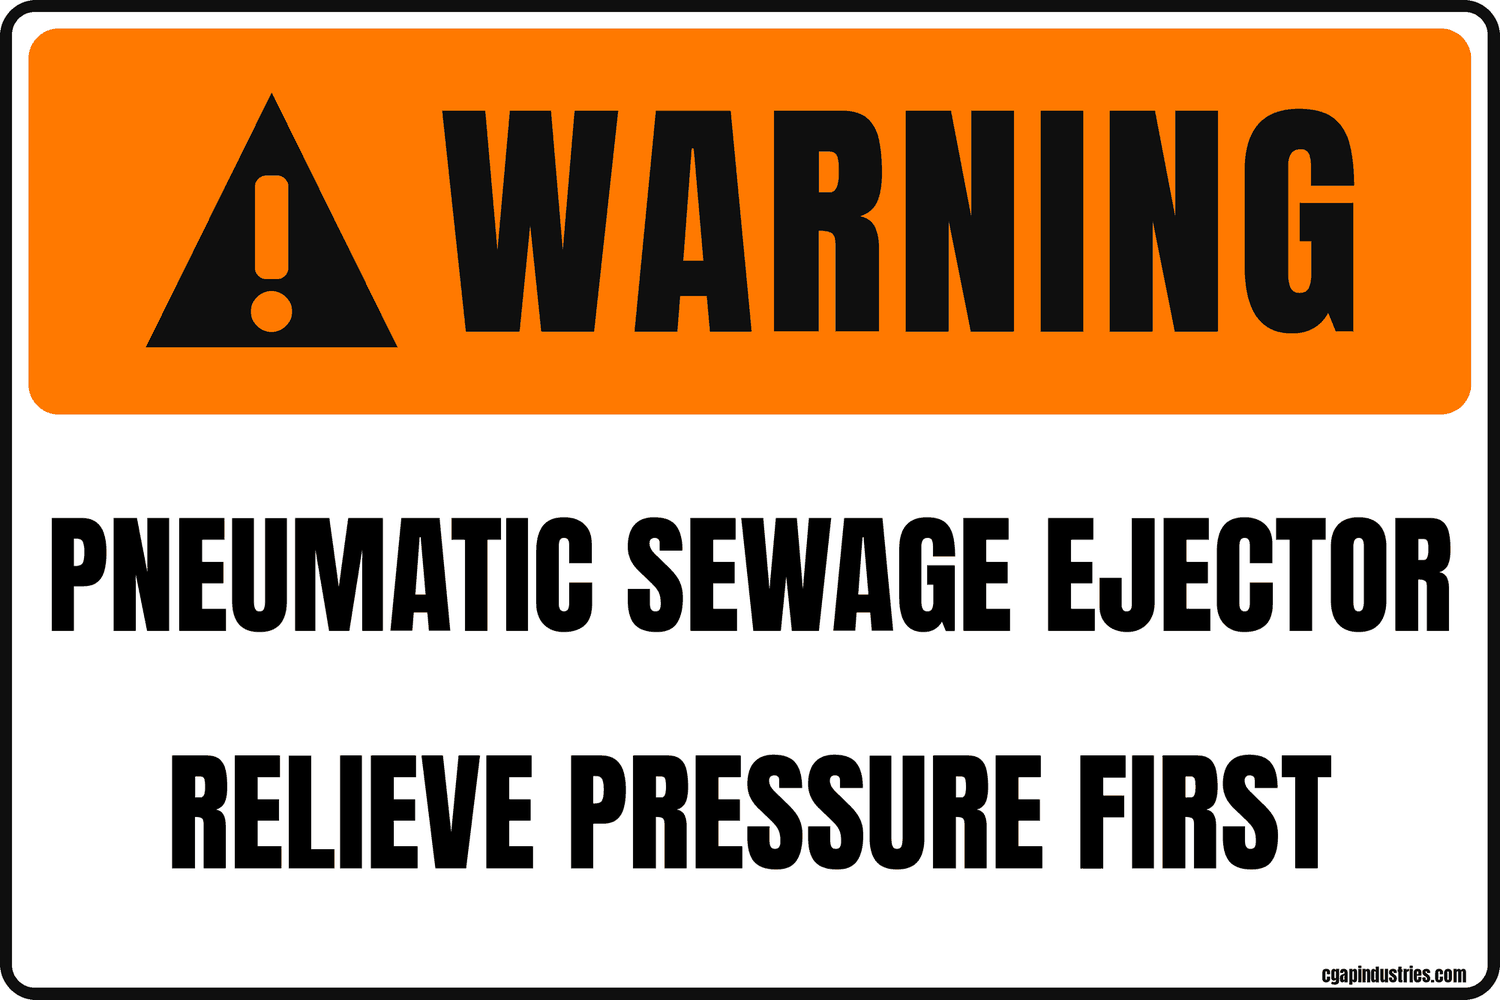 WARNING
PNEUMATIC SEWAGE EJECTOR
RELIEVE PRESSURE FIRST
cgapindustries.com